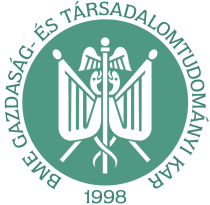 BME GAZDASÁG- ÉS TÁRSADALOMTUDOMÁNYI KAR
1998